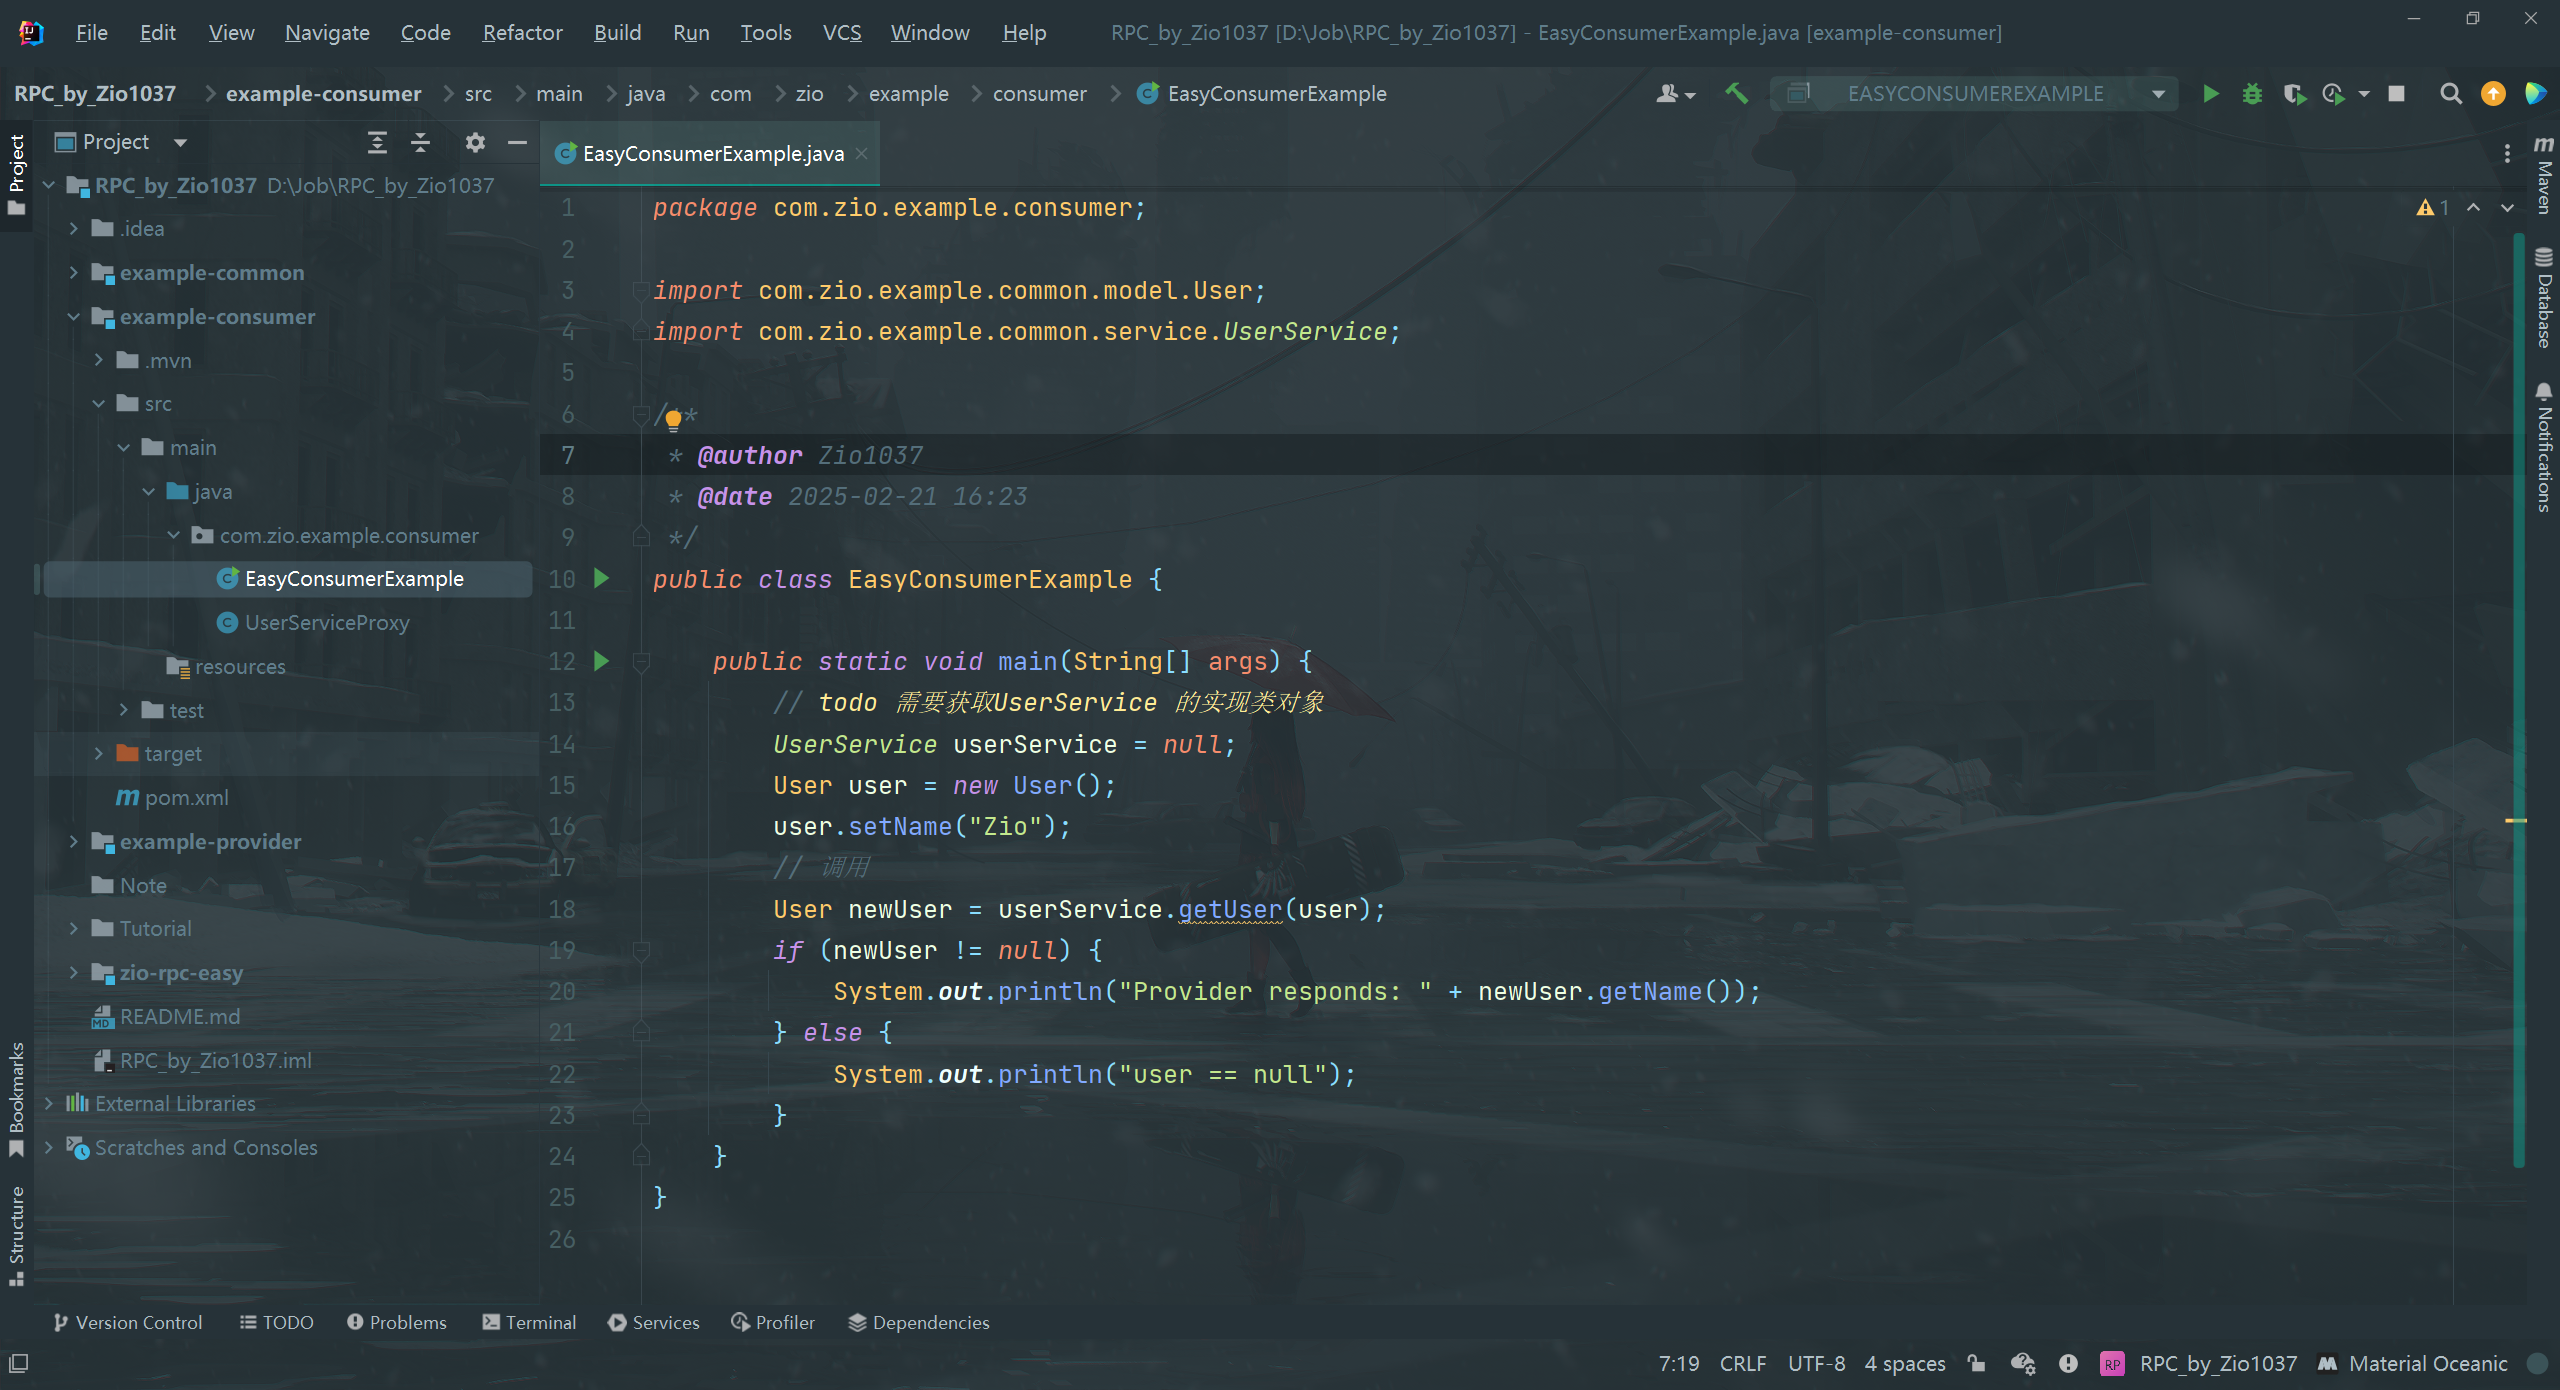 File Edit View Navigate Code Refactor Build Run Tools VCS Window Help RPC_by_Zio1037 [D:\Job\RPC_by_Zio1037] - EasyConsumerExample.java [example-consumer]
RPC_by_Zio1037 example-consumer src main java com zio example consumer EasyConsumerExample EASYCONSUMEREXAMPLE
Project
Project
RPC_by_Zio1037 D:\Job\RPC_by_Zio1037
.idea
example-common
example-consumer
.mvn
src
main
java
com.zio.example.consumer
EasyConsumerExample
UserServiceProxy
resources
test
target
pom.xml
example-provider
Note
Tutorial
zio-rpc-easy
README.md
RPC_by_Zio1037.iml
External Libraries
Scratches and Consoles
Bookmarks
Structure
EasyConsumerExample.java
1 package com.zio.example.consumer;
2
3 import com.zio.example.common.model.User;
4 import com.zio.example.common.service.UserService;
5
6 /**
7 * @author Zio1037
8 * @date 2025-02-21 16:23
9 */
10 public class EasyConsumerExample {
11
12 public static void main(String[] args) {
13 // todo 需要获取UserService 的实现类对象
14 UserService userService = null;
15 User user = new User();
16 user.setName("Zio");
17 // 调用
18 User newUser = userService.getUser(user);
19 if (newUser != null) {
20 System.out.println("Provider responds: " + newUser.getName());
21 } else {
22 System.out.println("user == null");
23 }
24 }
25 }
26
1
Maven
Database
Notifications
Version Control TODO Problems Terminal Services Profiler Dependencies
7:19 CRLF UTF-8 4 spaces RP RPC_by_Zio1037 Material Oceanic